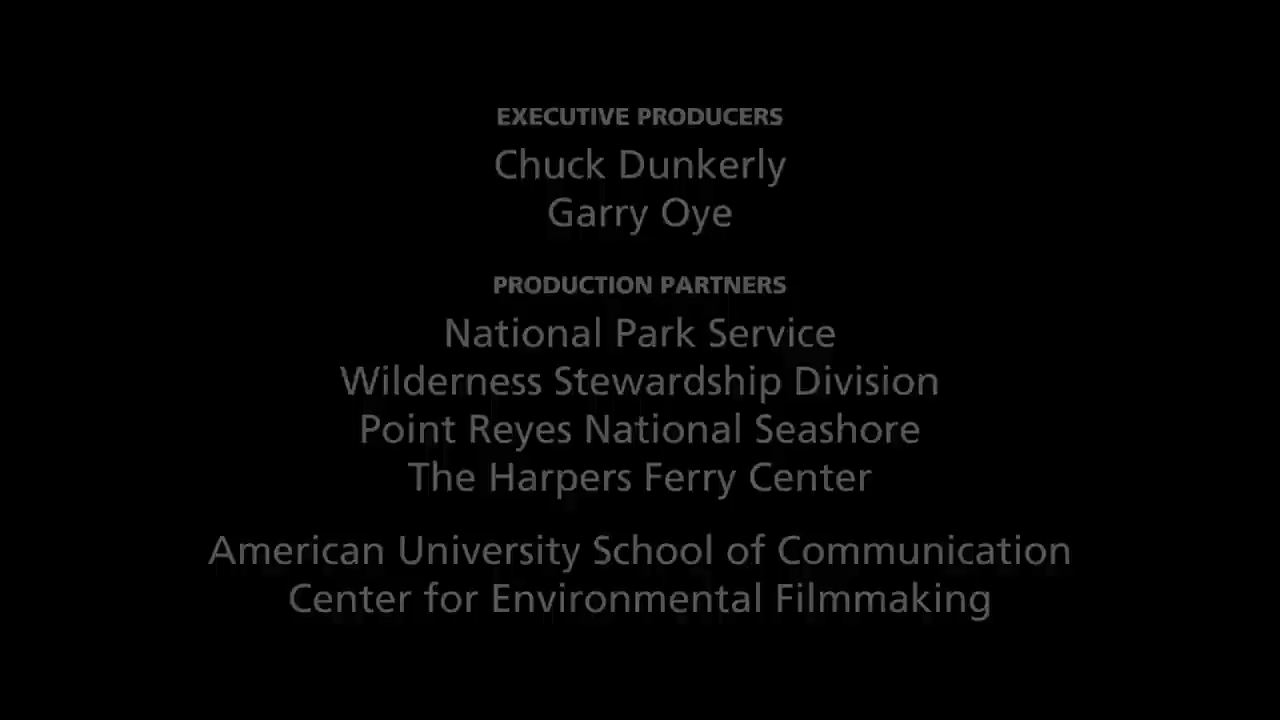 EXECUTIVE PRODUCERS
Chuck Dunkerly
Garry Oye
PRODUCTION PARTNERS
National Park Service
Wilderness Stewardship Division
Point Reyes National Seashore
The Harpers Ferry Center
American University School of Communication
Center for Environmental Filmmaking